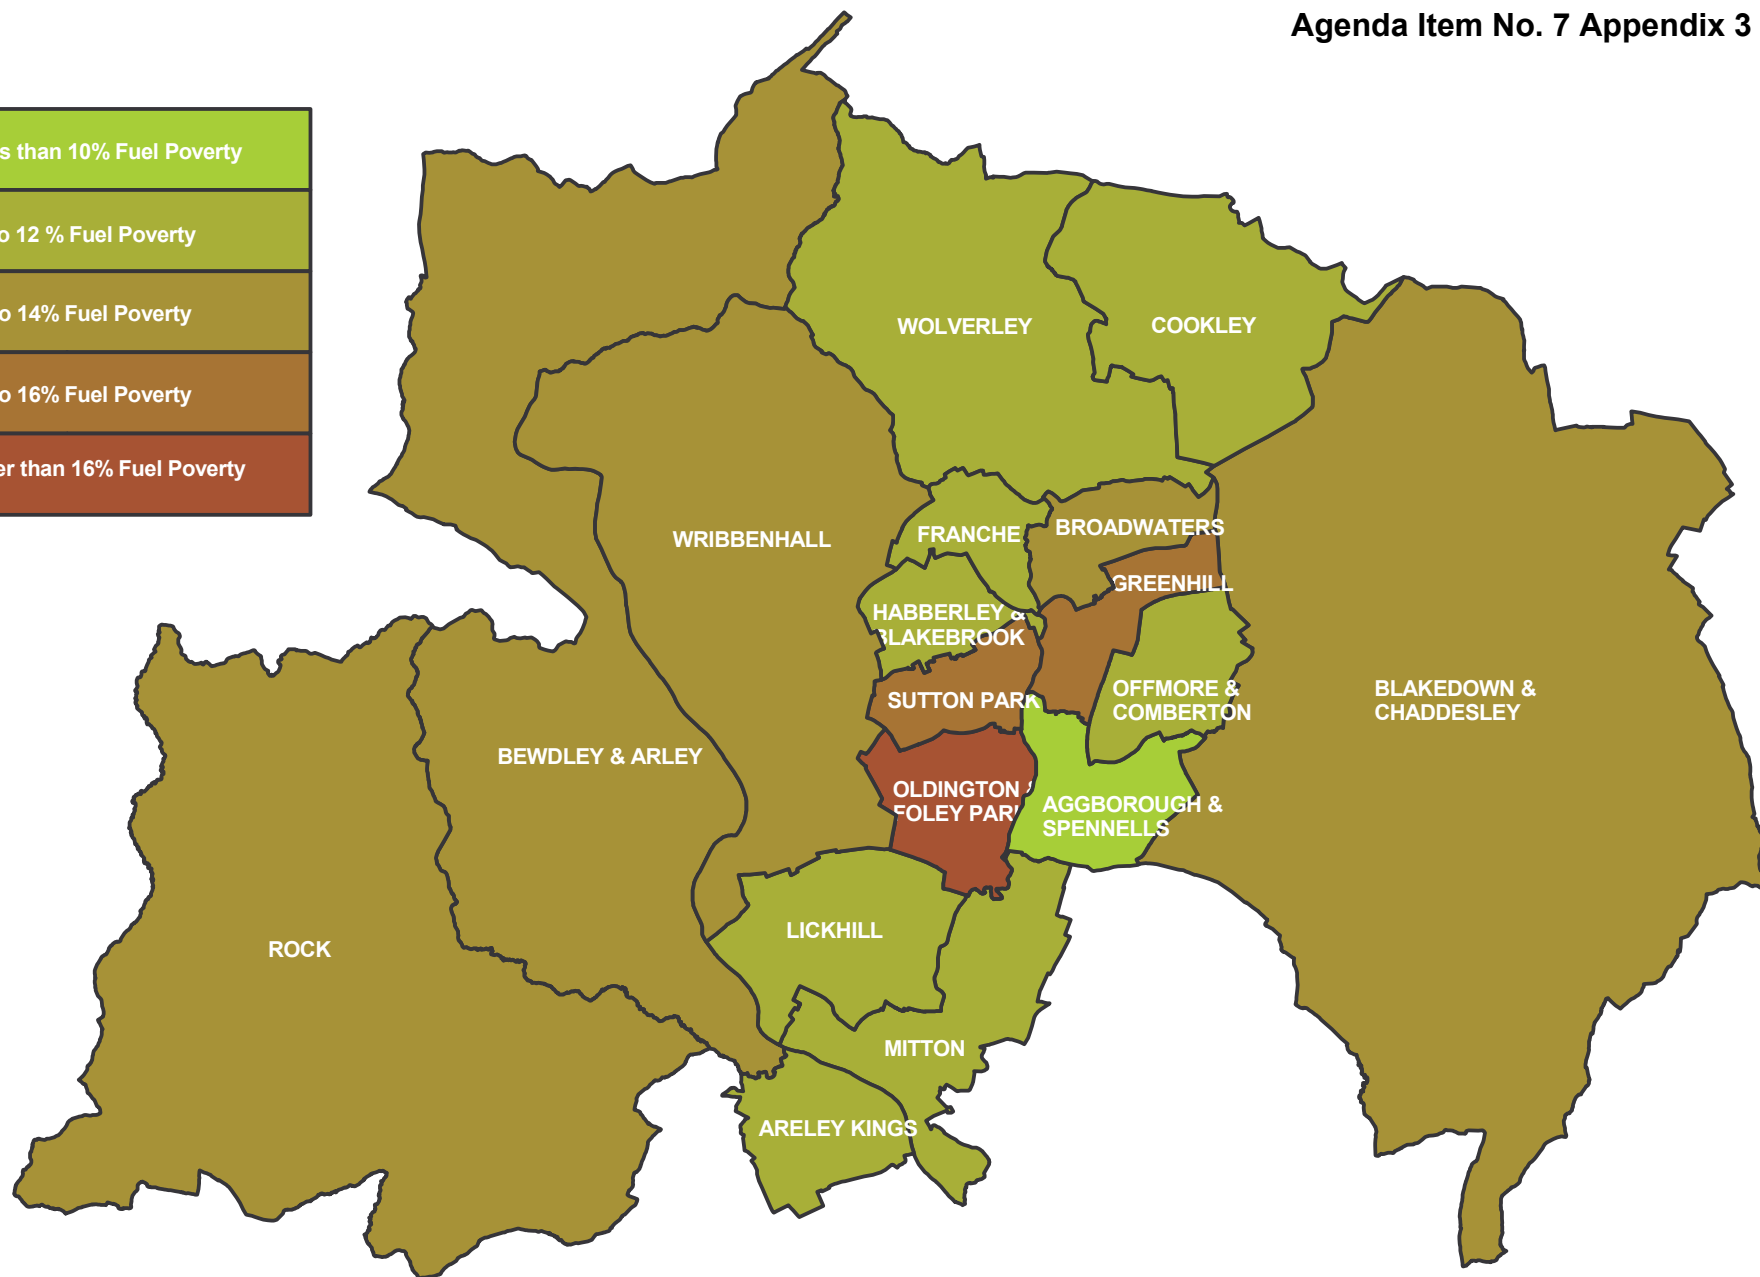 Agenda Item No. 7 Appendix 3
than 10% Fuel Poverty
12 % Fuel Poverty
14% Fuel Poverty
16% Fuel Poverty
than 16% Fuel Poverty
WOLVERLEY
COOKLEY
WRIBBENHALL
FRANCHE
BROADWATERS
GREENHILL
HABBERLEY &
BLAKEBROOK
SUTTON PARK
OFFMORE &
COMBERTON
BLAKEDOWN &
CHADDESLEY
BEWDLEY & ARLEY
OLDINGTON &
FOLEY PARK
AGGBOROUGH &
SPENNELLS
LICKHILL
ROCK
MITTON
ARELEY KINGS